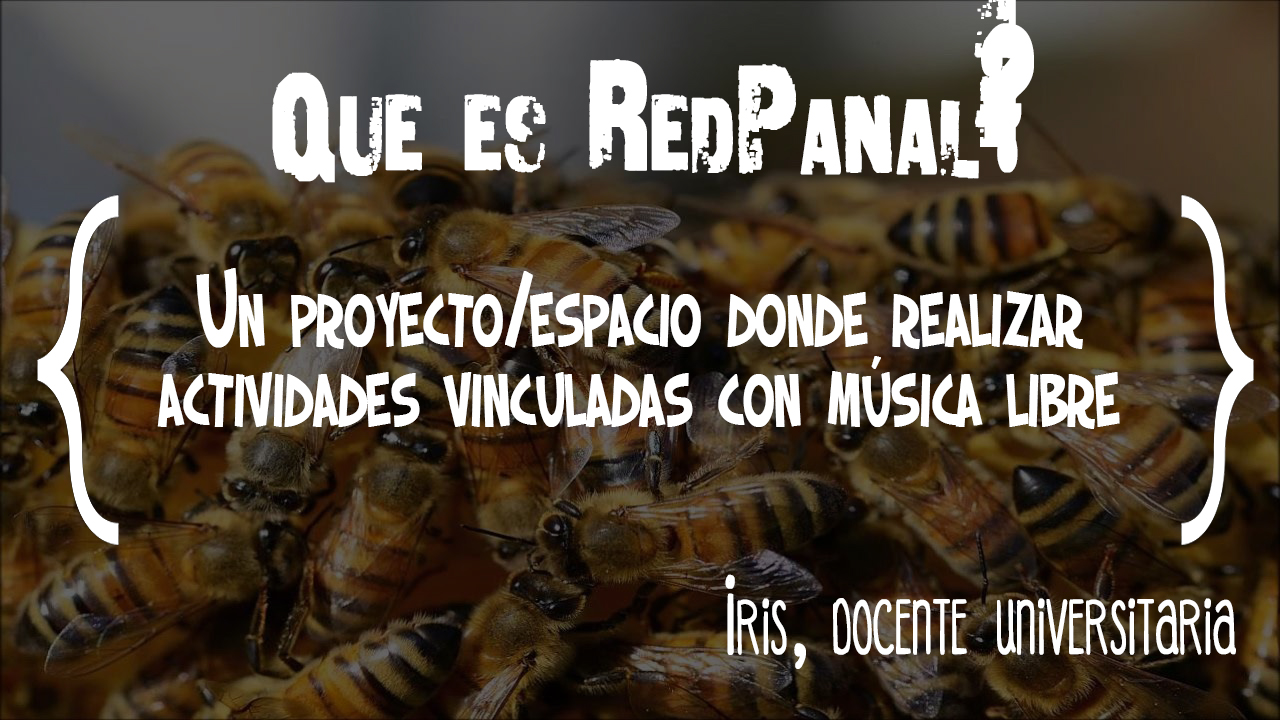 Que es RedPanal?
{ Un proyecto/espacio donde realizar
actividades vinculadas con música libre }
Iris, docente universitaria